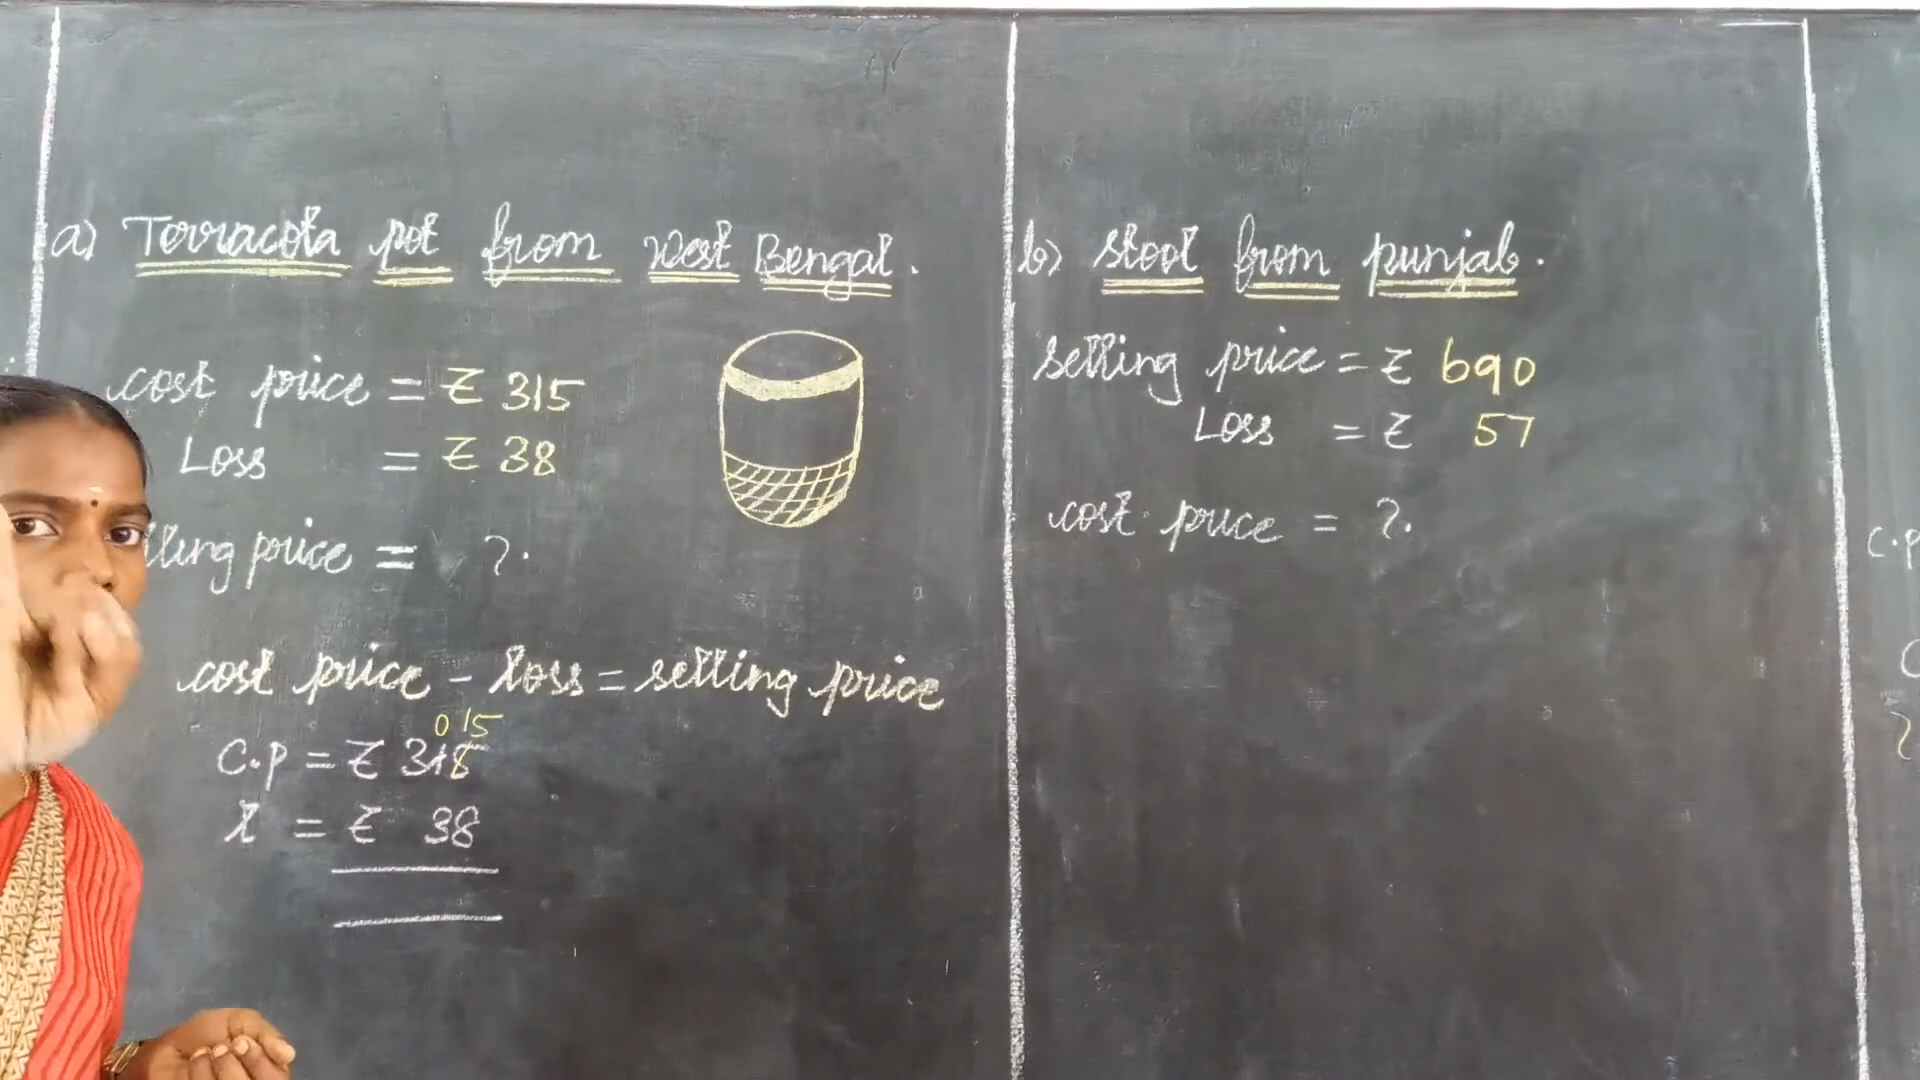 a) Terracota pot from West Bengal.
cost price = ₹ 315
Loss = ₹ 38
lling price = ?.
cost price - loss = selling price
0 15
C.P = ₹ 315
l = ₹ 38
b) stool from punjab.
selling price = ₹ 690
Loss = ₹ 57
cost price = ?.
C.P
C
?